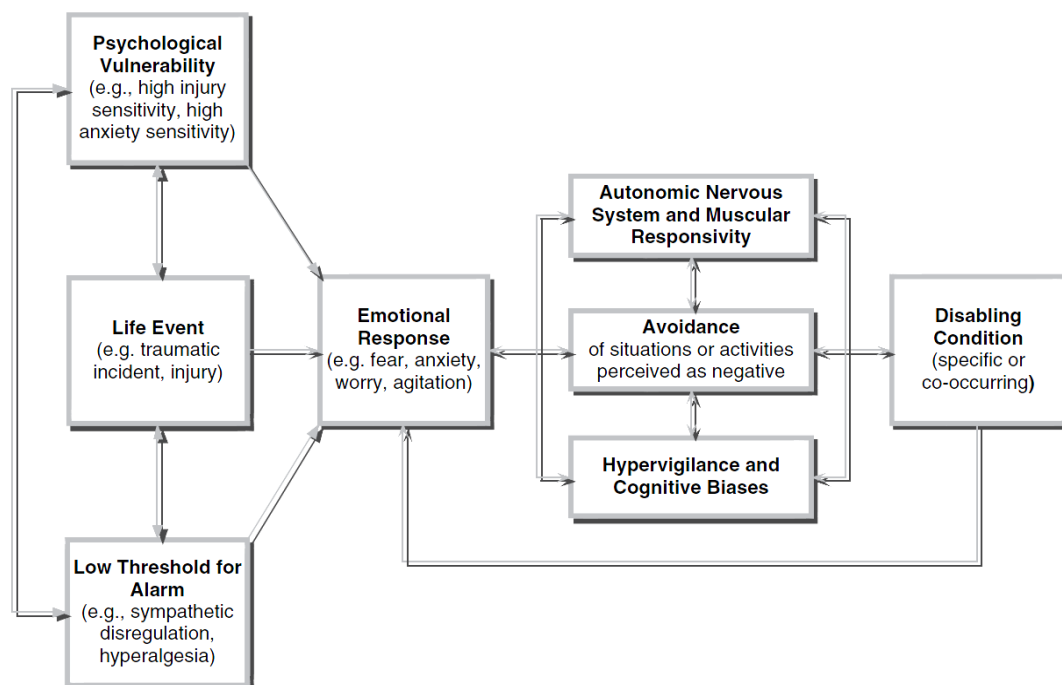 Psychological
Vulnerability
(e.g., high injury
sensitivity, high
anxiety sensitivity)
Life Event
(e.g. traumatic
incident, injury)
Low Threshold for
Alarm
(e.g., sympathetic
disregulation,
hyperalgesia)
Emotional
Response
(e.g. fear, anxiety,
worry, agitation)
Autonomic Nervous
System and Muscular
Responsivity
Avoidance
of situations or activities
perceived as negative
Hypervigilance and
Cognitive Biases
Disabling
Condition
(specific or
co-occurring)